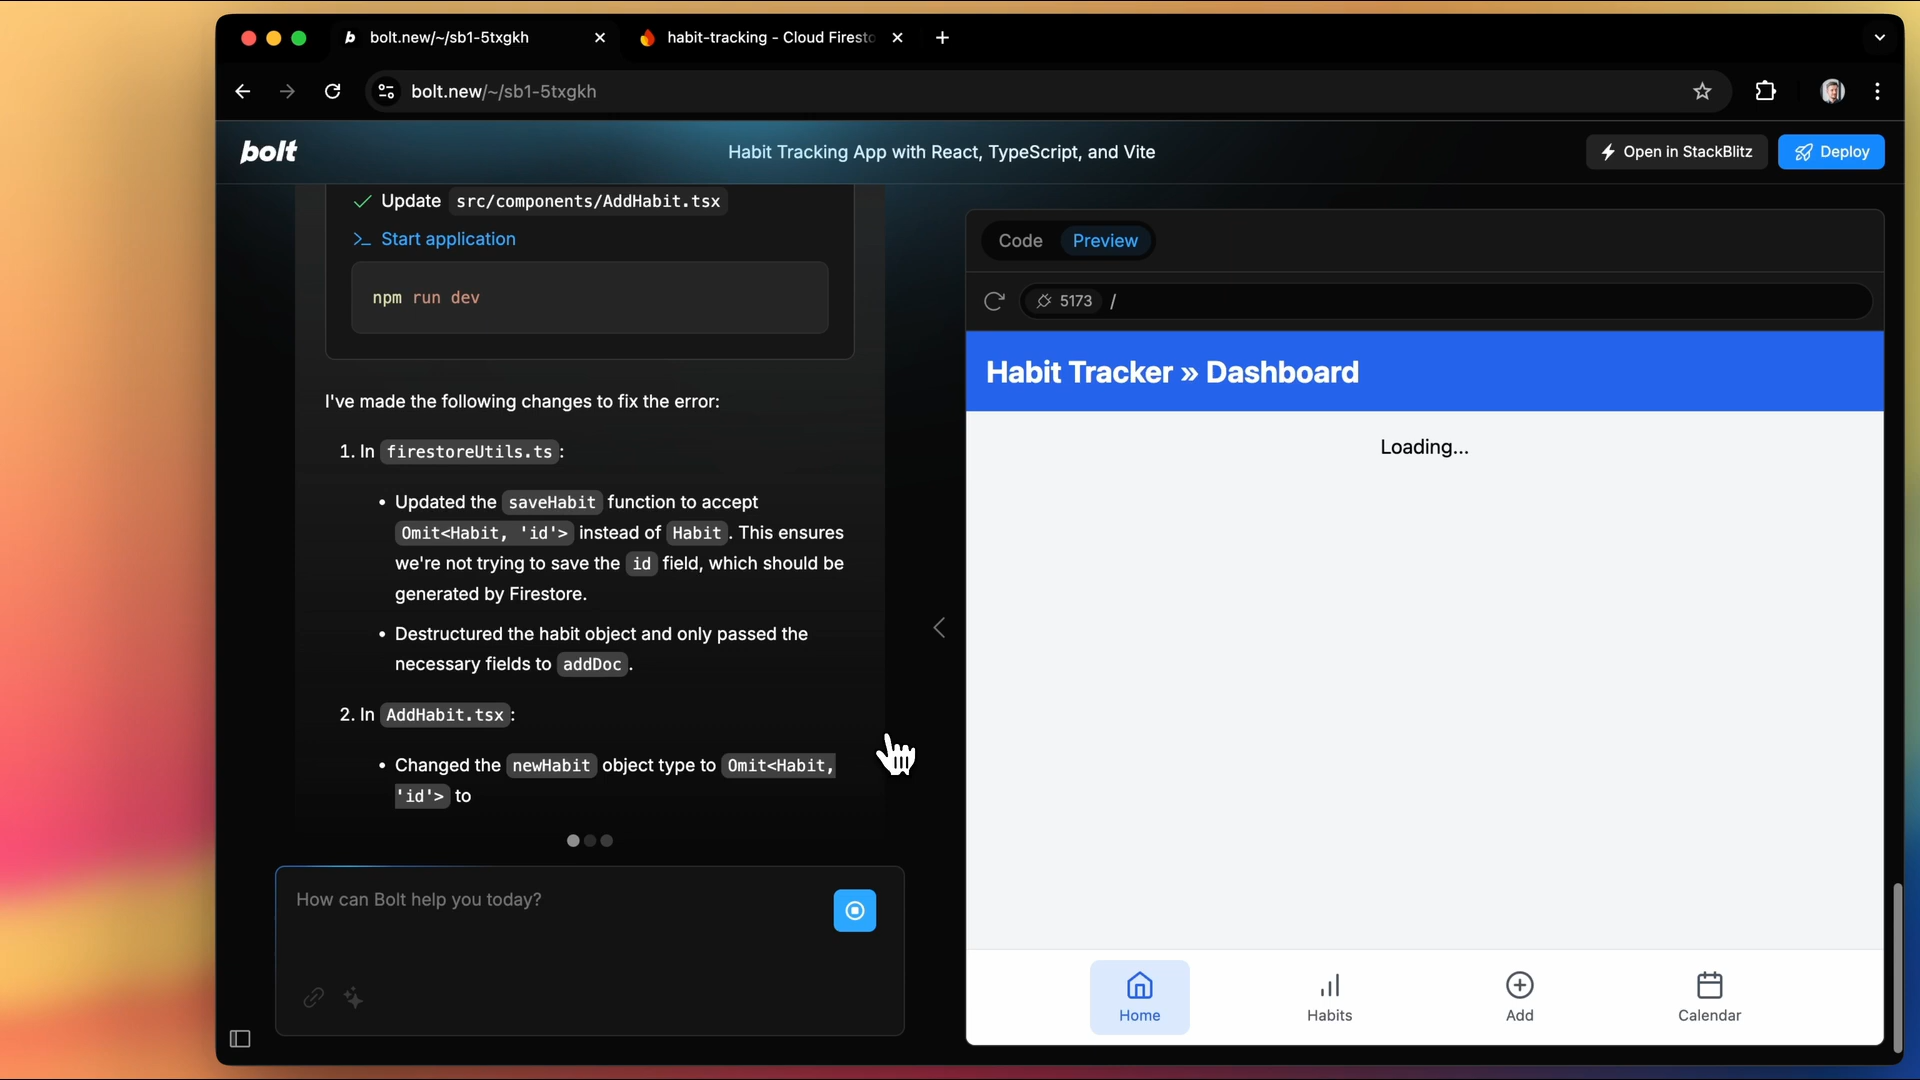 bolt.new/~/sb1-5txgkh
habit-tracking - Cloud Firesto
bolt.new/~/sb1-5txgkh
bolt
Habit Tracking App with React, TypeScript, and Vite
Open in StackBlitz
Deploy
Update src/components/AddHabit.tsx
Start application
npm run dev
I've made the following changes to fix the error:
1. In firestoreUtils.ts:
• Updated the saveHabit function to accept
Omit<Habit, 'id'> instead of Habit. This ensures
we're not trying to save the id field, which should be
generated by Firestore.
• Destructured the habit object and only passed the
necessary fields to addDoc.
2. In AddHabit.tsx:
• Changed the newHabit object type to Omit<Habit,
'id'> to
How can Bolt help you today?
Code
Preview
5173 /
Habit Tracker » Dashboard
Loading...
Home
Habits
Add
Calendar